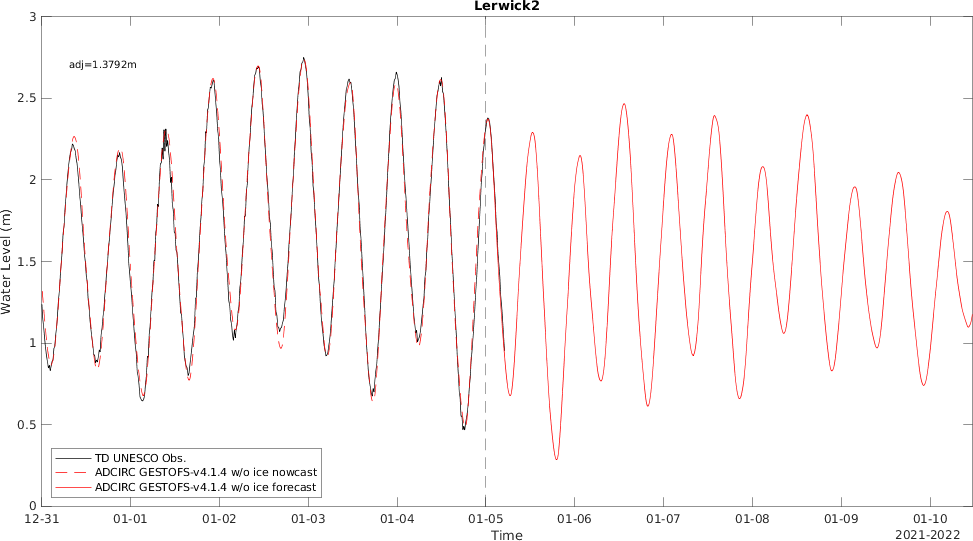 Lerwick2
adj=1.3792m
3
2.5
2
1.5
1
0.5
0
Water Level (m)
TD UNESCO Obs.
ADCIRC GESTOFS-v4.1.4 w/o ice nowcast
ADCIRC GESTOFS-v4.1.4 w/o ice forecast
12-31 01-01 01-02 01-03 01-04 01-05 01-06 01-07 01-08 01-09 01-10
Time
2021-2022